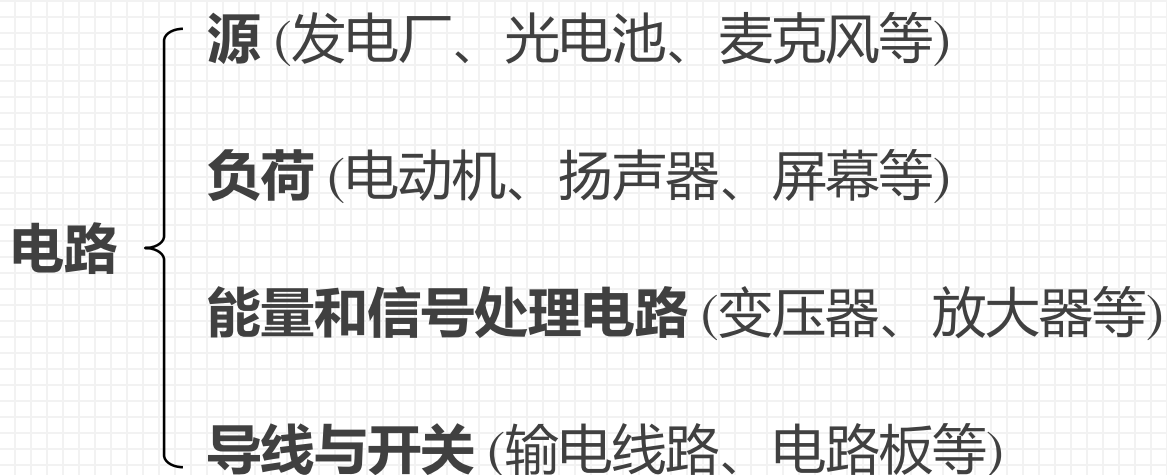 源 (发电厂、光电池、麦克风等)
负荷 (电动机、扬声器、屏幕等)
电路
能量和信号处理电路 (变压器、放大器等)
导线与开关 (输电线路、电路板等)